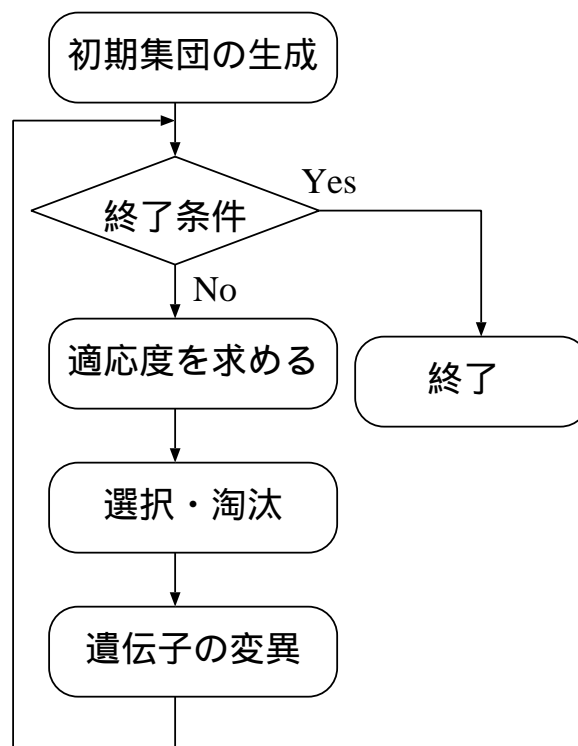 初期集団の生成
Yes
終了条件
No
適応度を求める
終了
選択・淘汰
遺伝子の変異